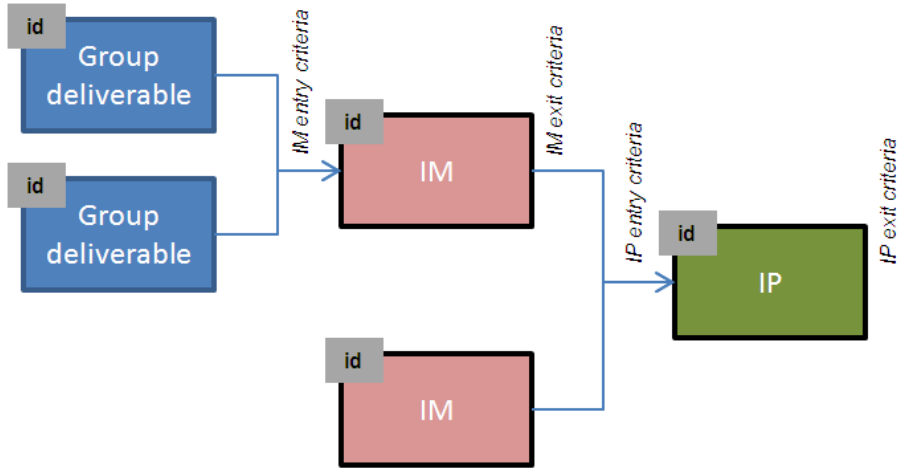 id
Group
deliverable
id
Group
deliverable
IM entry criteria
id
IM
IM exit criteria
id
IM
IP entry criteria
id
IP
IP exit criteria